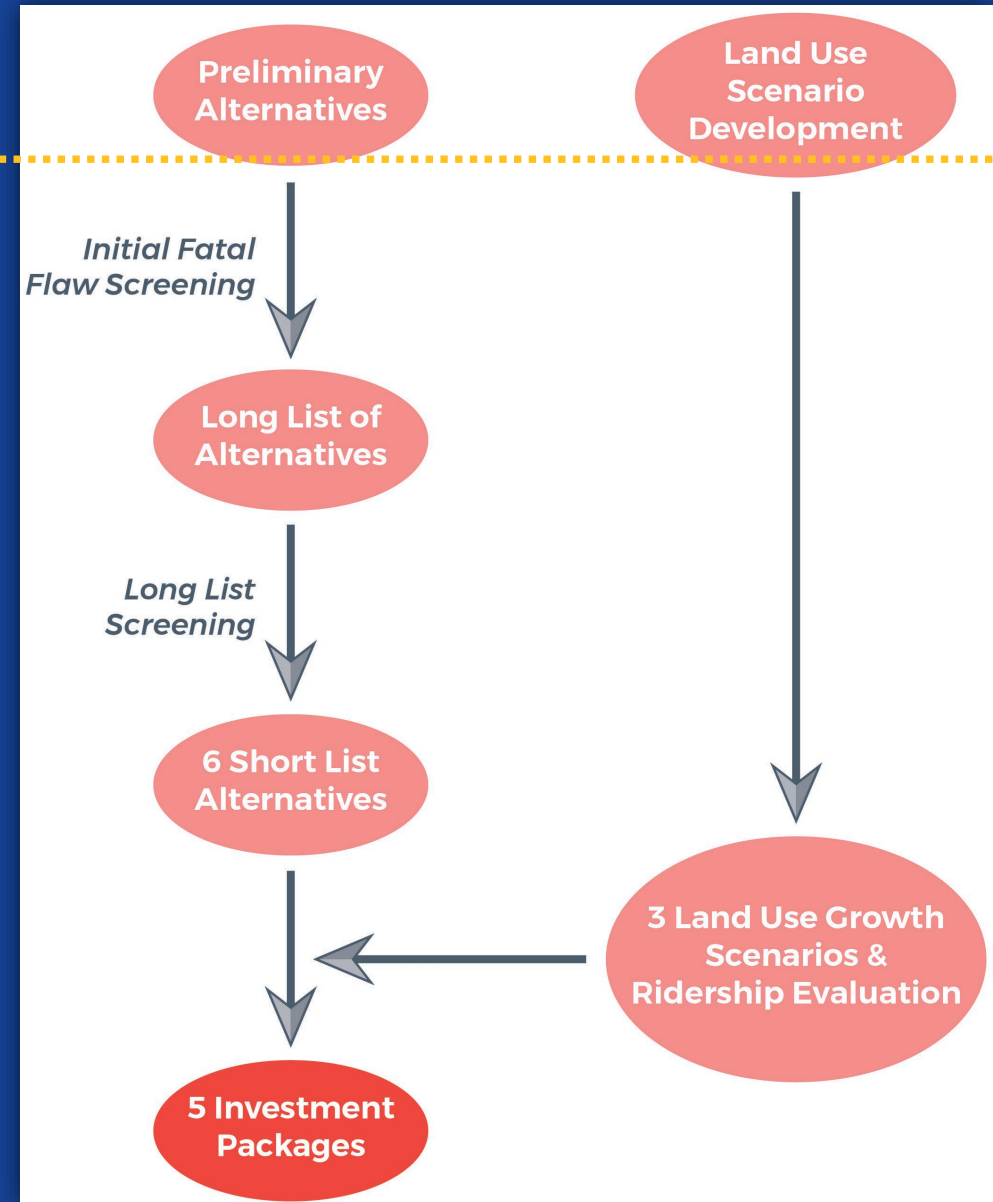 Preliminary
Alternatives
Land Use
Scenario
Development
Initial Fatal
Flaw Screening
Long List of
Alternatives
Long List
Screening
6 Short List
Alternatives
3 Land Use Growth
Scenarios &
Ridership Evaluation
5 Investment
Packages